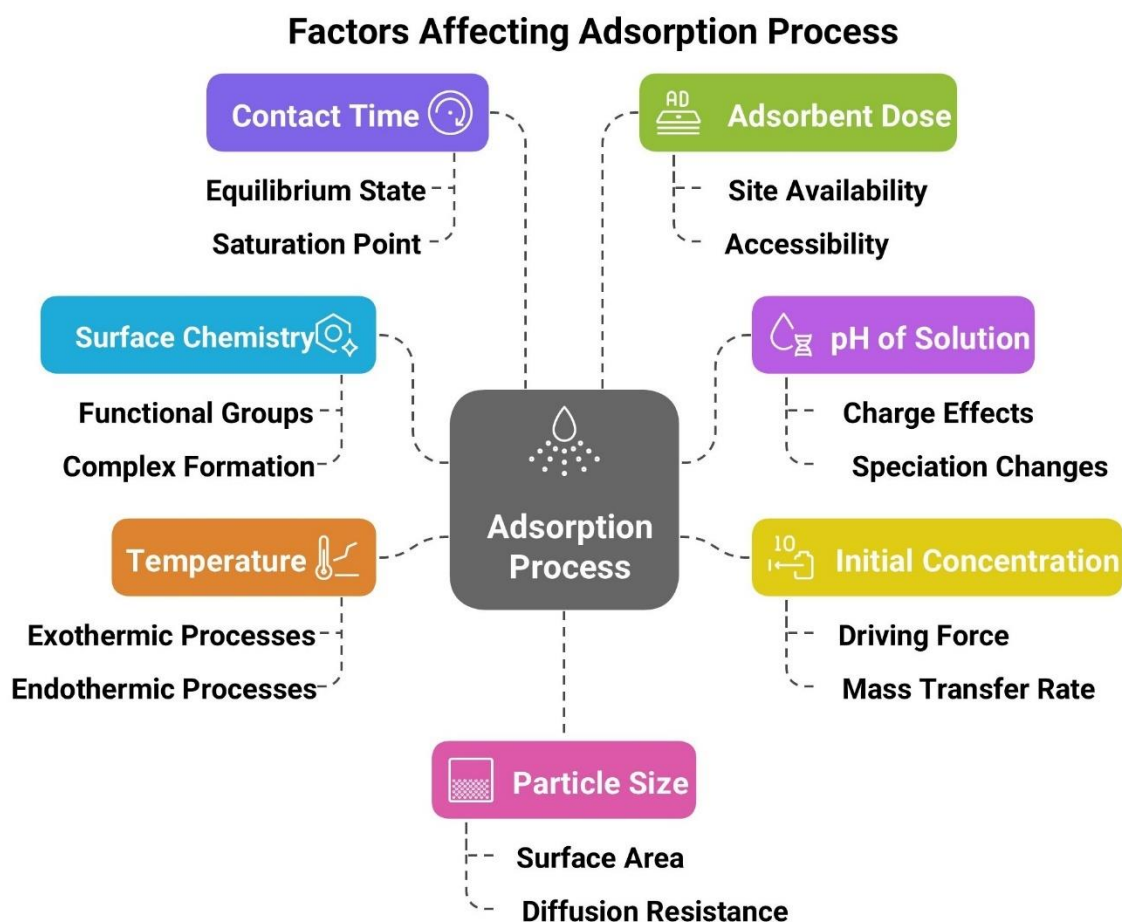 Factors Affecting Adsorption Process
Contact Time
Equilibrium State
Saturation Point
AD
Adsorbent Dose
Site Availability
Accessibility
Surface Chemistry
Functional Groups
Complex Formation
pH of Solution
Charge Effects
Speciation Changes
Adsorption
Process
Temperature
Exothermic Processes
Endothermic Processes
10
Initial Concentration
Driving Force
Mass Transfer Rate
Particle Size
Surface Area
Diffusion Resistance